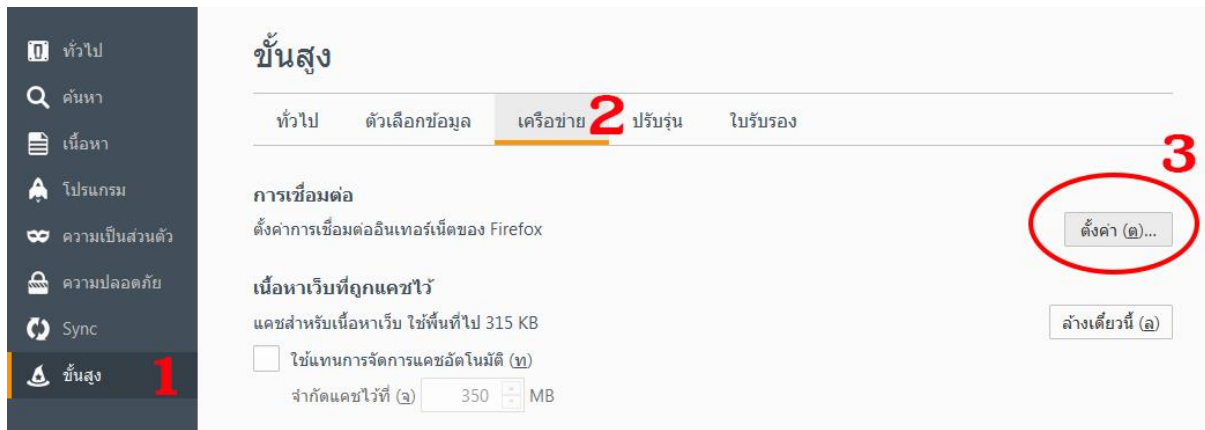 ทั่วไป
ค้นหา
เนื้อหา
โปรแกรม
ความเป็นส่วนตัว
ความปลอดภัย
Sync
ขั้นสูง 1
ขั้นสูง
ทั่วไป ตัวเลือกข้อมูล เครือข่าย 2 ปรับรุ่น ใบรับรอง
3
การเชื่อมต่อ
ตั้งค่าการเชื่อมต่ออินเทอร์เน็ตของ Firefox ตั้งค่า (ต)...
เนื้อหาเว็บที่ถูกแคชไว้
แคชสำหรับเนื้อหาเว็บ ใช้พื้นที่ไป 315 KB ล้างเดี๋ยวนี้ (ล)
ใช้แทนการจัดการแคชอัตโนมัติ (ท)
จำกัดแคชไว้ที่ (จ) 350 MB